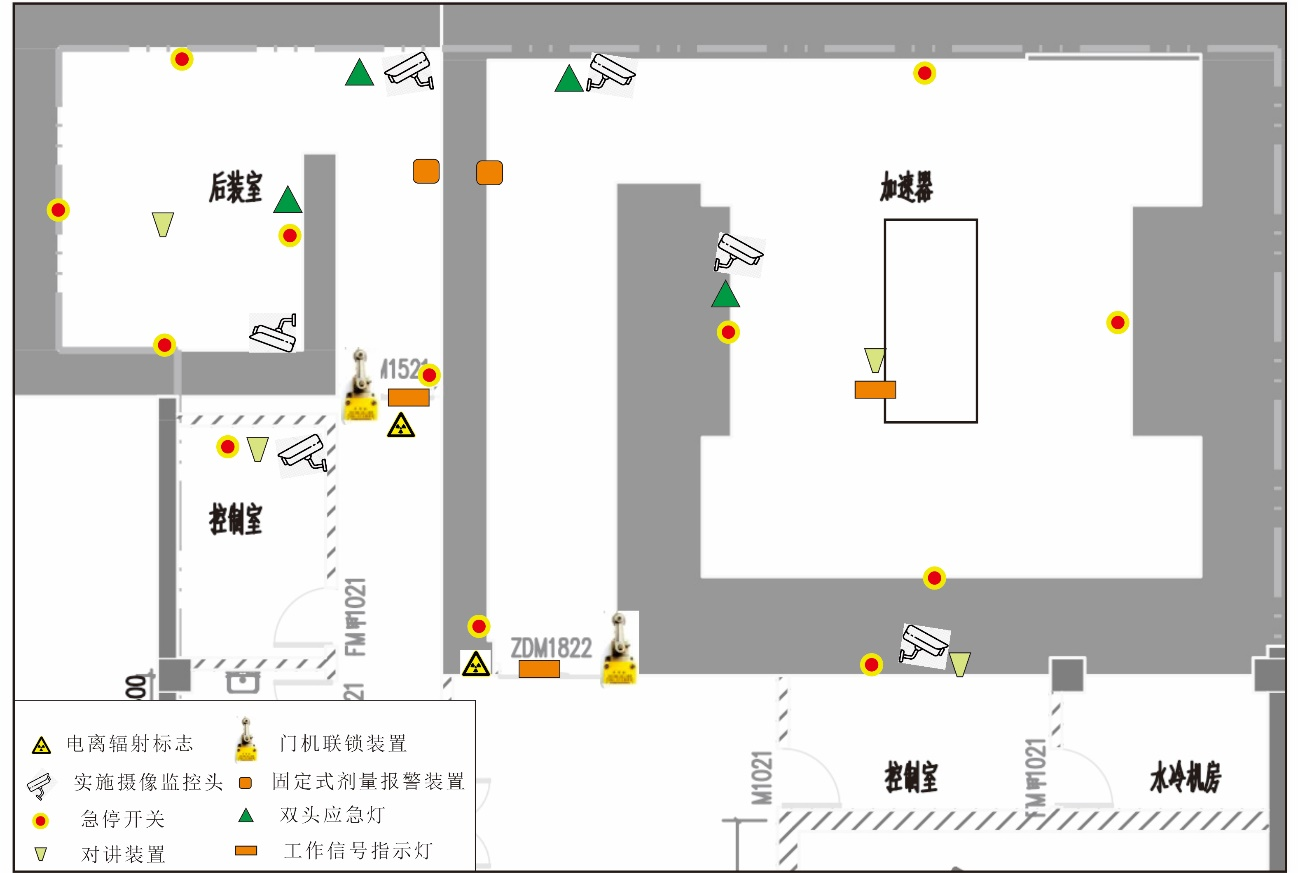 后装室
加速器
M1521
控制室
FM甲1021
ZDM1822
21
00
M1021
控制室
FM甲1021
水冷机房
电离辐射标志
门机联锁装置
实施摄像监控头
固定式剂量报警装置
急停开关
双头应急灯
对讲装置
工作信号指示灯